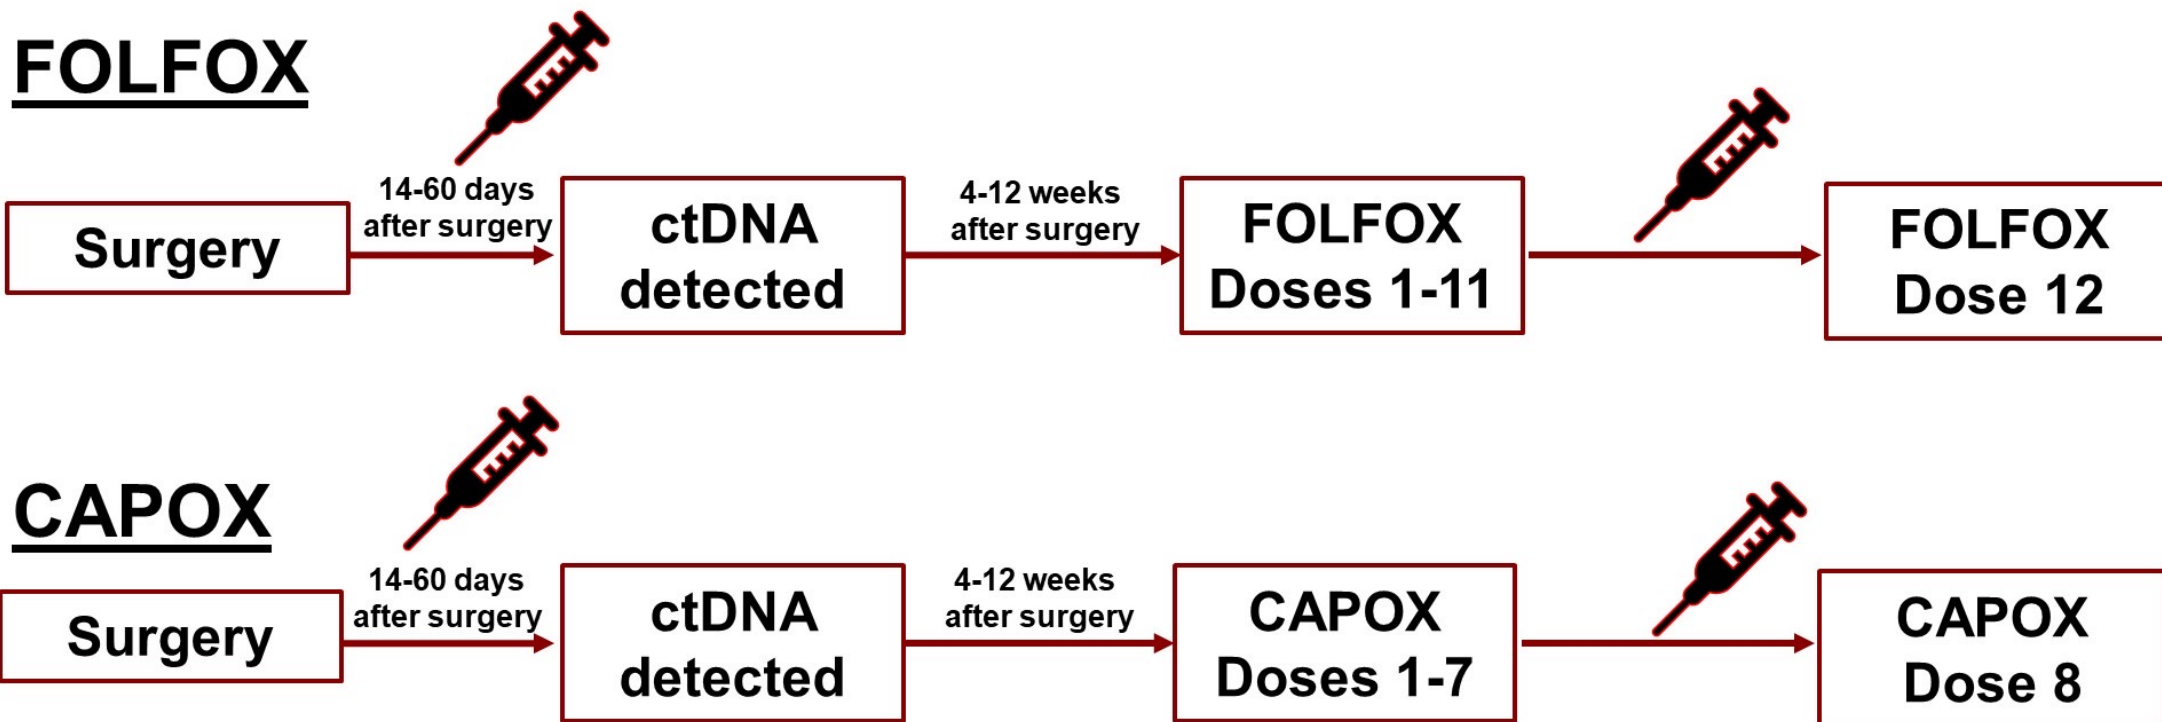 FOLFOX
Surgery
14-60 days
after surgery
ctDNA
detected
4-12 weeks
after surgery
FOLFOX
Doses 1-11
FOLFOX
Dose 12
CAPOX
Surgery
14-60 days
after surgery
ctDNA
detected
4-12 weeks
after surgery
CAPOX
Doses 1-7
CAPOX
Dose 8